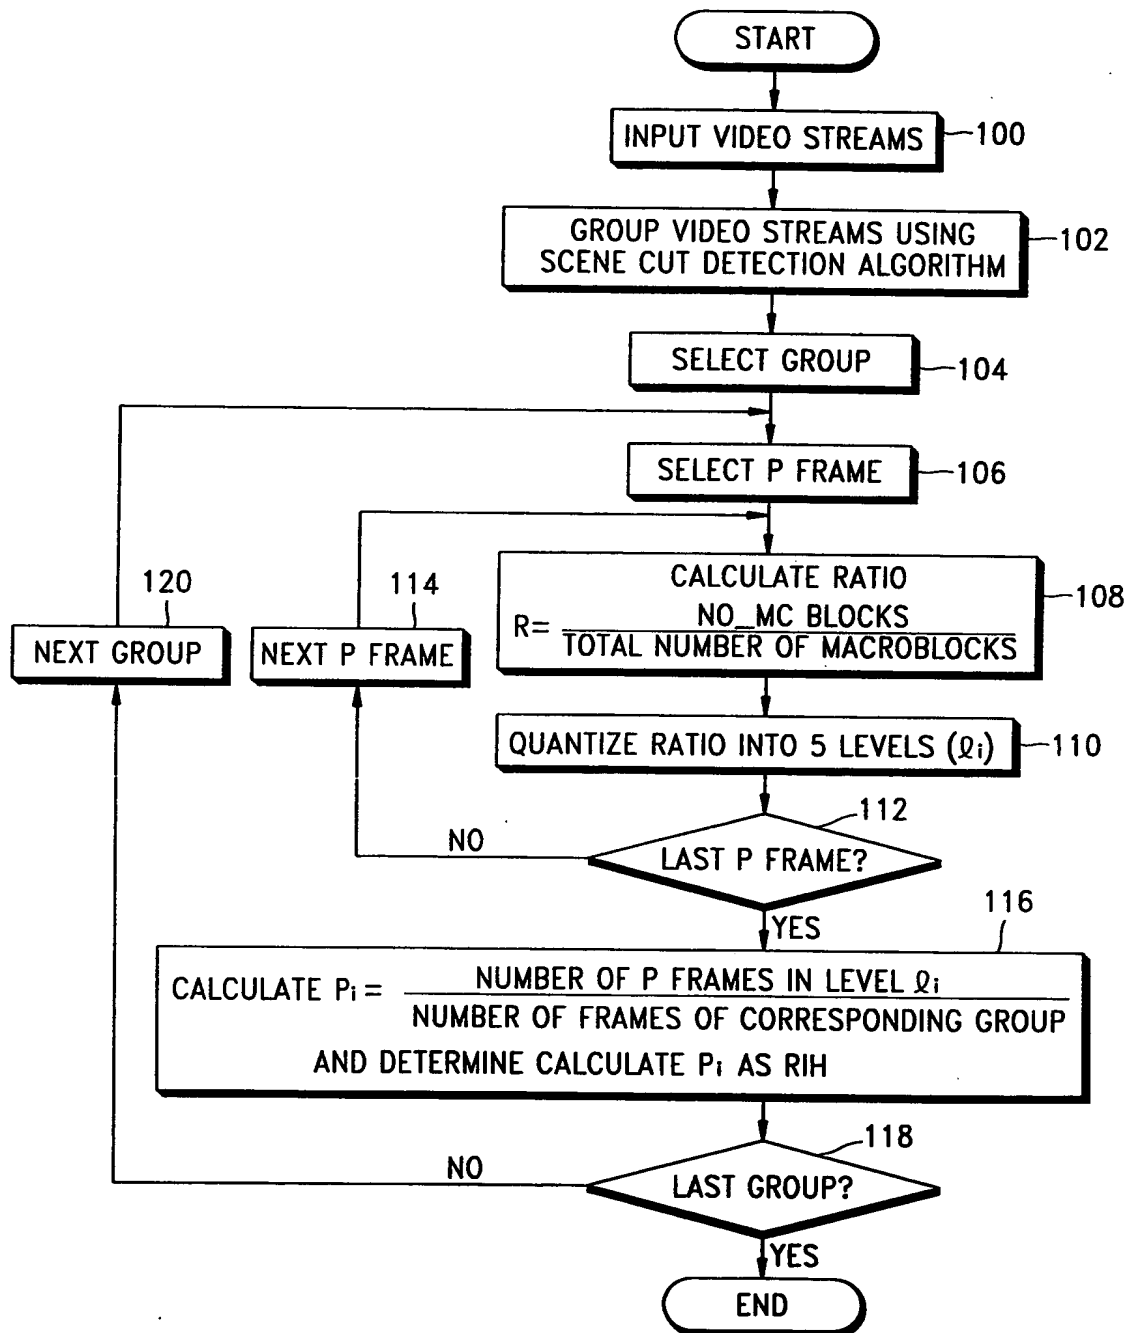 START
INPUT VIDEO STREAMS
100
GROUP VIDEO STREAMS USING
SCENE CUT DETECTION ALGORITHM
102
SELECT GROUP
104
SELECT P FRAME
106
CALCULATE RATIO
R= NO_MC BLOCKS
TOTAL NUMBER OF MACROBLOCKS
108
120
NEXT GROUP
114
NEXT P FRAME
QUANTIZE RATIO INTO 5 LEVELS (ℓi)
110
112
LAST P FRAME?
NO
YES
116
CALCULATE Pi = NUMBER OF P FRAMES IN LEVEL ℓi
NUMBER OF FRAMES OF CORRESPONDING GROUP
AND DETERMINE CALCULATE Pi AS RIH
118
LAST GROUP?
NO
YES
END